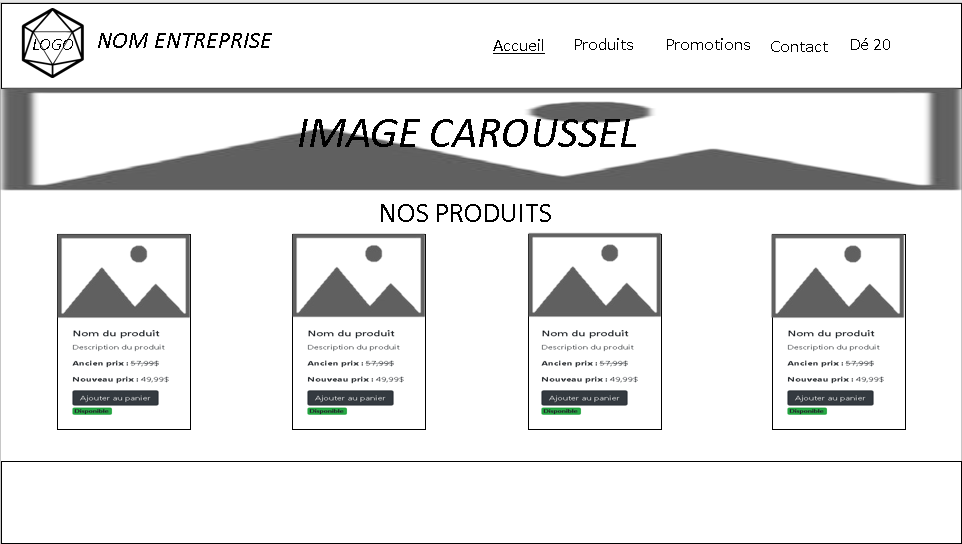 LOGO
NOM ENTREPRISE
Accueil Produits Promotions Contact Dé 20
IMAGE CAROUSSEL
NOS PRODUITS
Nom du produit
Description du produit
Ancien prix : 57,99$
Nouveau prix : 49,99$
Ajouter au panier
Disponible
Nom du produit
Description du produit
Ancien prix : 57,99$
Nouveau prix : 49,99$
Ajouter au panier
Disponible
Nom du produit
Description du produit
Ancien prix : 57,99$
Nouveau prix : 49,99$
Ajouter au panier
Disponible
Nom du produit
Description du produit
Ancien prix : 57,99$
Nouveau prix : 49,99$
Ajouter au panier
Disponible